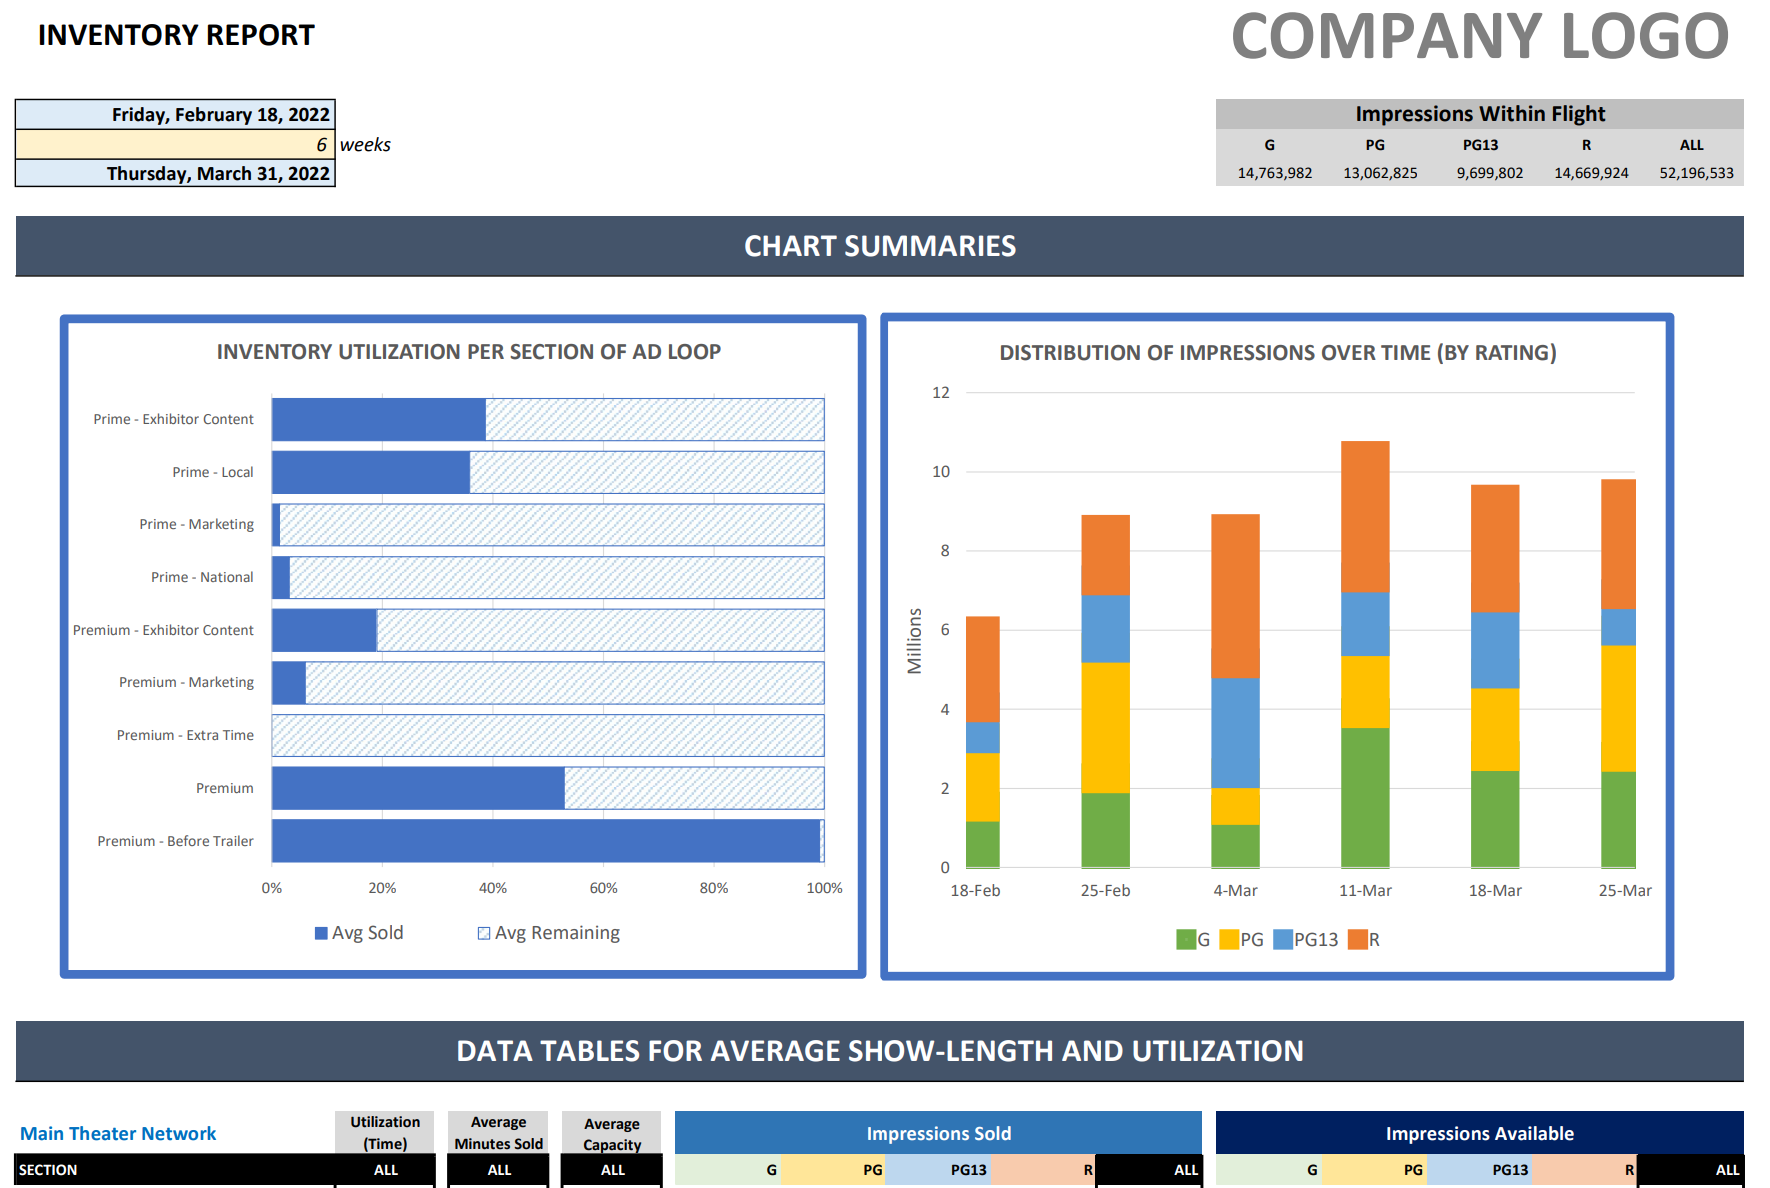 INVENTORY REPORT
COMPANY LOGO
Friday, February 18, 2022
6 weeks
Thursday, March 31, 2022
Impressions Within Flight
G PG PG13 R ALL
14,763,982 13,062,825 9,699,802 14,669,924 52,196,533
CHART SUMMARIES
INVENTORY UTILIZATION PER SECTION OF AD LOOP
Prime - Exhibitor Content
Prime - Local
Prime - Marketing
Prime - National
Premium - Exhibitor Content
Premium - Marketing
Premium - Extra Time
Premium
Premium - Before Trailer
0% 20% 40% 60% 80% 100%
Avg Sold Avg Remaining
DISTRIBUTION OF IMPRESSIONS OVER TIME (BY RATING)
Millions
12
10
8
6
4
2
0
18-Feb 25-Feb 4-Mar 11-Mar 18-Mar 25-Mar
G PG PG13 R
DATA TABLES FOR AVERAGE SHOW-LENGTH AND UTILIZATION
Main Theater Network
Utilization
(Time)
Average
Minutes Sold
Average
Capacity
Impressions Sold
Impressions Available
SECTION ALL ALL ALL G PG PG13 R ALL G PG PG13 R ALL